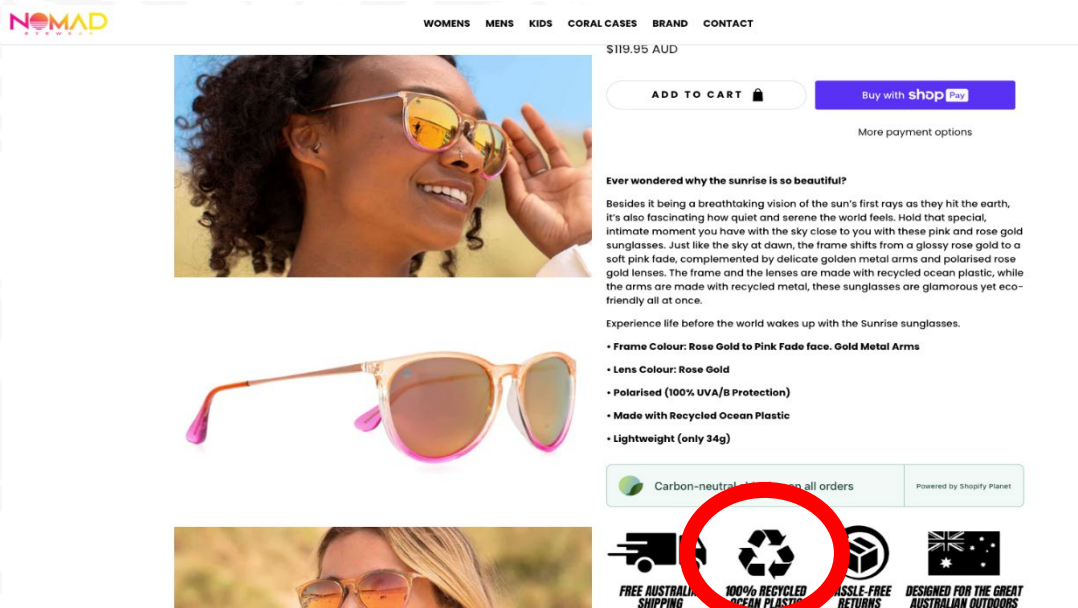 NOMAD
EYEWEAR
WOMENS MENS KIDS CORAL CASES BRAND CONTACT
$119.95 AUD
ADD TO CART
Buy with shop Pay
More payment options
Ever wondered why the sunrise is so beautiful?
Besides it being a breathtaking vision of the sun's first rays as they hit the earth,
it's also fascinating how quiet and serene the world feels. Hold that special,
intimate moment you have with the sky close to you with these pink and rose gold
sunglasses. Just like the sky at dawn, the frame shifts from a glossy rose gold to a
soft pink fade, complemented by delicate golden metal arms and polarised rose
gold lenses. The frame and the lenses are made with recycled ocean plastic, while
the arms are made with recycled metal, these sunglasses are glamorous yet eco-
friendly all at once.
Experience life before the world wakes up with the Sunrise sunglasses.
• Frame Colour: Rose Gold to Pink Fade face. Gold Metal Arms
• Lens Colour: Rose Gold
• Polarised (100% UVA/B Protection)
• Made with Recycled Ocean Plastic
• Lightweight (only 34g)
Carbon-neutral on all orders
Powered by Shopify Planet
FREE AUSTRALIAN
SHIPPING
100% RECYCLED
OCEAN PLASTIC
HASSLE-FREE
RETURNS
DESIGNED FOR THE GREAT
AUSTRALIAN OUTDOORS